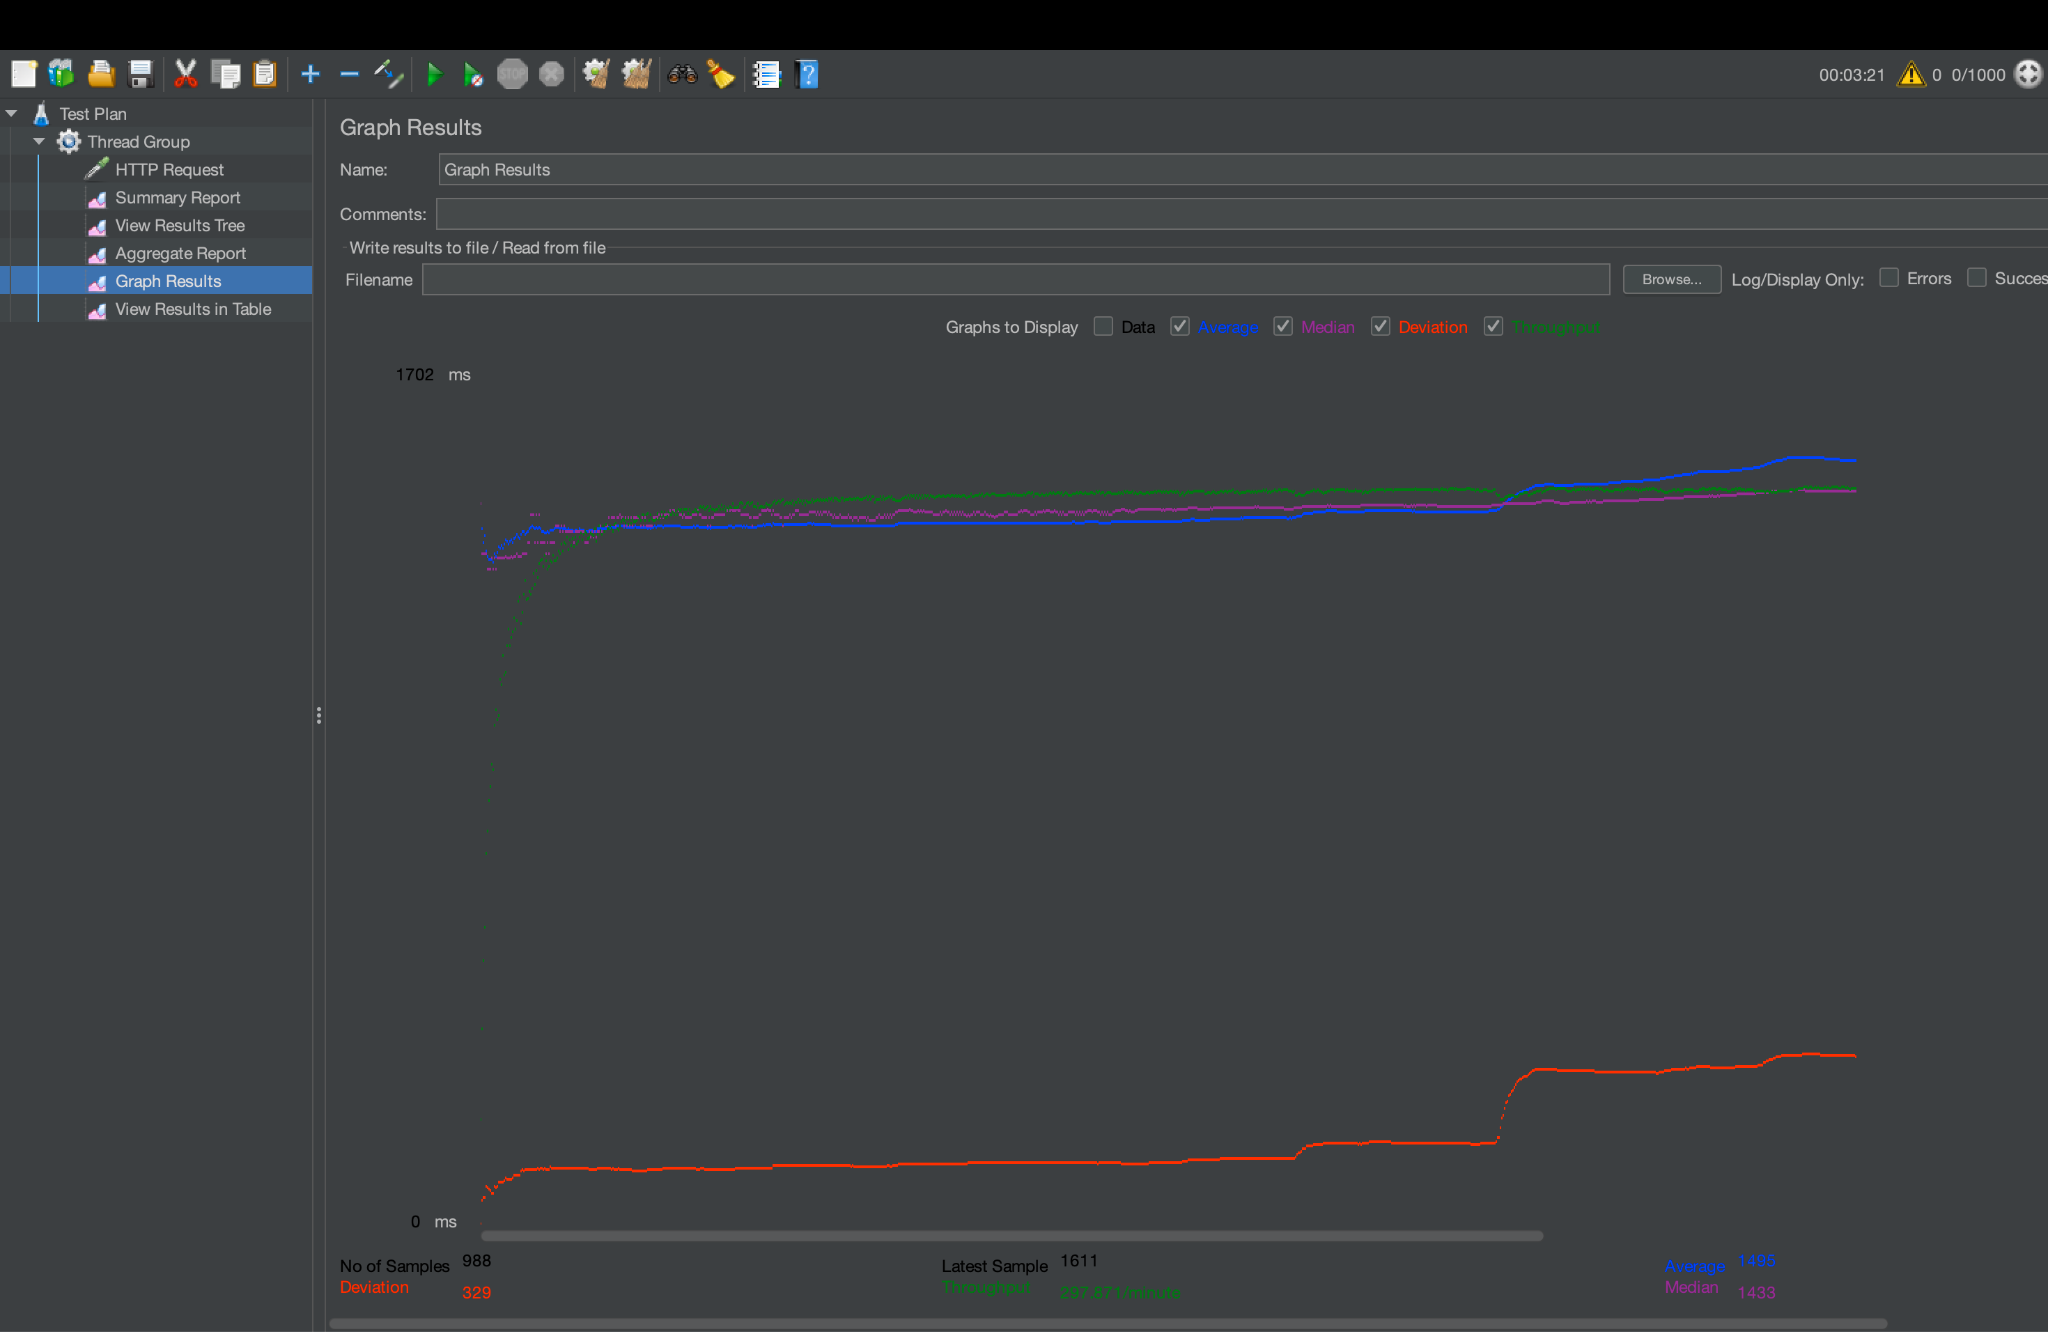 STOP
00:03:21 0 0/1000
Test Plan
Thread Group
HTTP Request
Summary Report
View Results Tree
Aggregate Report
Graph Results
View Results in Table
Graph Results
Name: Graph Results
Comments:
Write results to file / Read from file
Filename Browse... Log/Display Only: Errors Succes
Graphs to Display Data Average Median Deviation Throughput
1702 ms
0 ms
No of Samples 988 Latest Sample 1611 Average 1495
Deviation 329 Throughput 297.871/minute Median 1433